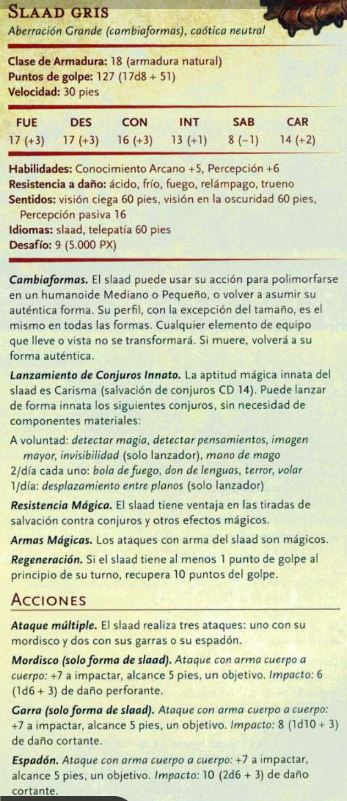 SLAAD GRIS
Aberración Grande (cambiaformas), caótica neutral
Clase de Armadura: 18 (armadura natural)
Puntos de golpe: 127 (17d8 + 51)
Velocidad: 30 pies
FUE DES CON INT SAB CAR
17 (+3) 17 (+3) 16 (+3) 13 (+1) 8 (−1) 14 (+2)
Habilidades: Conocimiento Arcano +5, Percepción +6
Resistencia a daño: ácido, frío, fuego, relámpago, trueno
Sentidos: visión ciega 60 pies, visión en la oscuridad 60 pies,
Percepción pasiva 16
Idiomas: slaad, telepatía 60 pies
Desafío: 9 (5.000 PX)
Cambiaformas. El slaad puede usar su acción para polimorfarse
en un humanoide Mediano o Pequeño, o volver a asumir su
auténtica forma. Su perfil, con la excepción del tamaño, es el
mismo en todas las formas. Cualquier elemento de equipo
que lleve o vista no se transformará. Si muere, volverá a su
forma auténtica.
Lanzamiento de Conjuros Innato. La aptitud mágica innata del
slaad es Carisma (salvación de conjuros CD 14). Puede lanzar
de forma innata los siguientes conjuros, sin necesidad de
componentes materiales:
A voluntad: detectar magia, detectar pensamientos, imagen
mayor, invisibilidad (solo lanzador), mano de mago
2/día cada uno: bola de fuego, don de lenguas, terror, volar
1/día: desplazamiento entre planos (solo lanzador)
Resistencia Mágica. El slaad tiene ventaja en las tiradas de
salvación contra conjuros y otros efectos mágicos.
Armas Mágicas. Los ataques con arma del slaad son mágicos.
Regeneración. Si el slaad tiene al menos 1 punto de golpe al
principio de su turno, recupera 10 puntos del golpe.
ACCIONES
Ataque múltiple. El slaad realiza tres ataques: uno con su
mordisco y dos con sus garras o su espadón.
Mordisco (solo forma de slaad). Ataque con arma cuerpo a
cuerpo: +7 a impactar, alcance 5 pies, un objetivo. Impacto: 6
(1d6 + 3) de daño perforante.
Garra (solo forma de slaad). Ataque con arma cuerpo a cuerpo:
+7 a impactar, alcance 5 pies, un objetivo. Impacto: 8 (1d10 + 3)
de daño cortante.
Espadón. Ataque con arma cuerpo a cuerpo: +7 a impactar,
alcance 5 pies, un objetivo. Impacto: 10 (2d6 + 3) de daño
cortante.